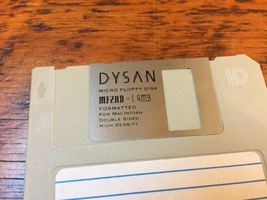 DYSAN
HD
MICRO FLOPPY DISK
MF2HD • 1.4MB
FORMATTED
FOR MACINTOSH
DOUBLE SIDED
HIGH DENSITY